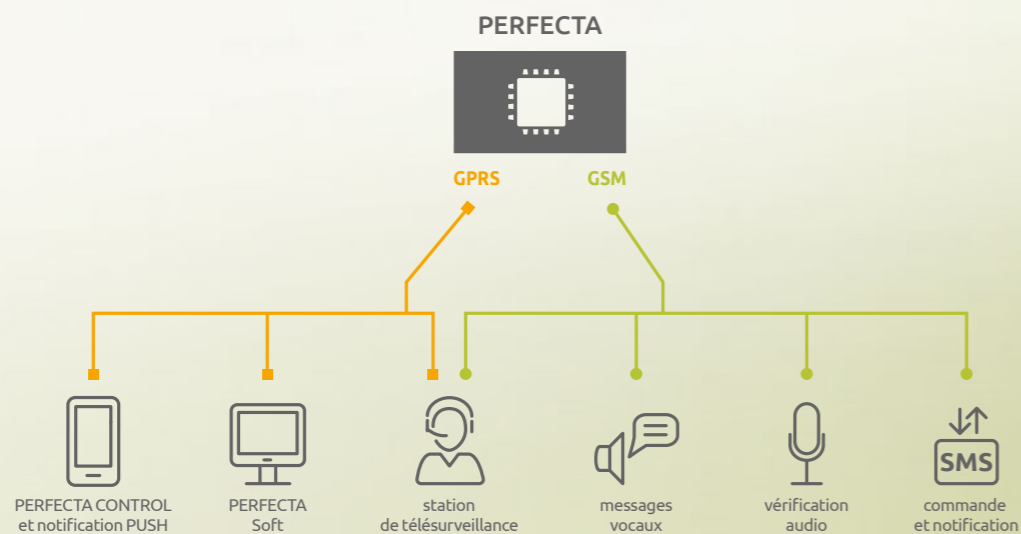 PERFECTA
GPRS
GSM
PERFECTA CONTROL
et notification PUSH
PERFECTA
Soft
station
de télésurveillance
messages
vocaux
vérification
audio
SMS
commande
et notification